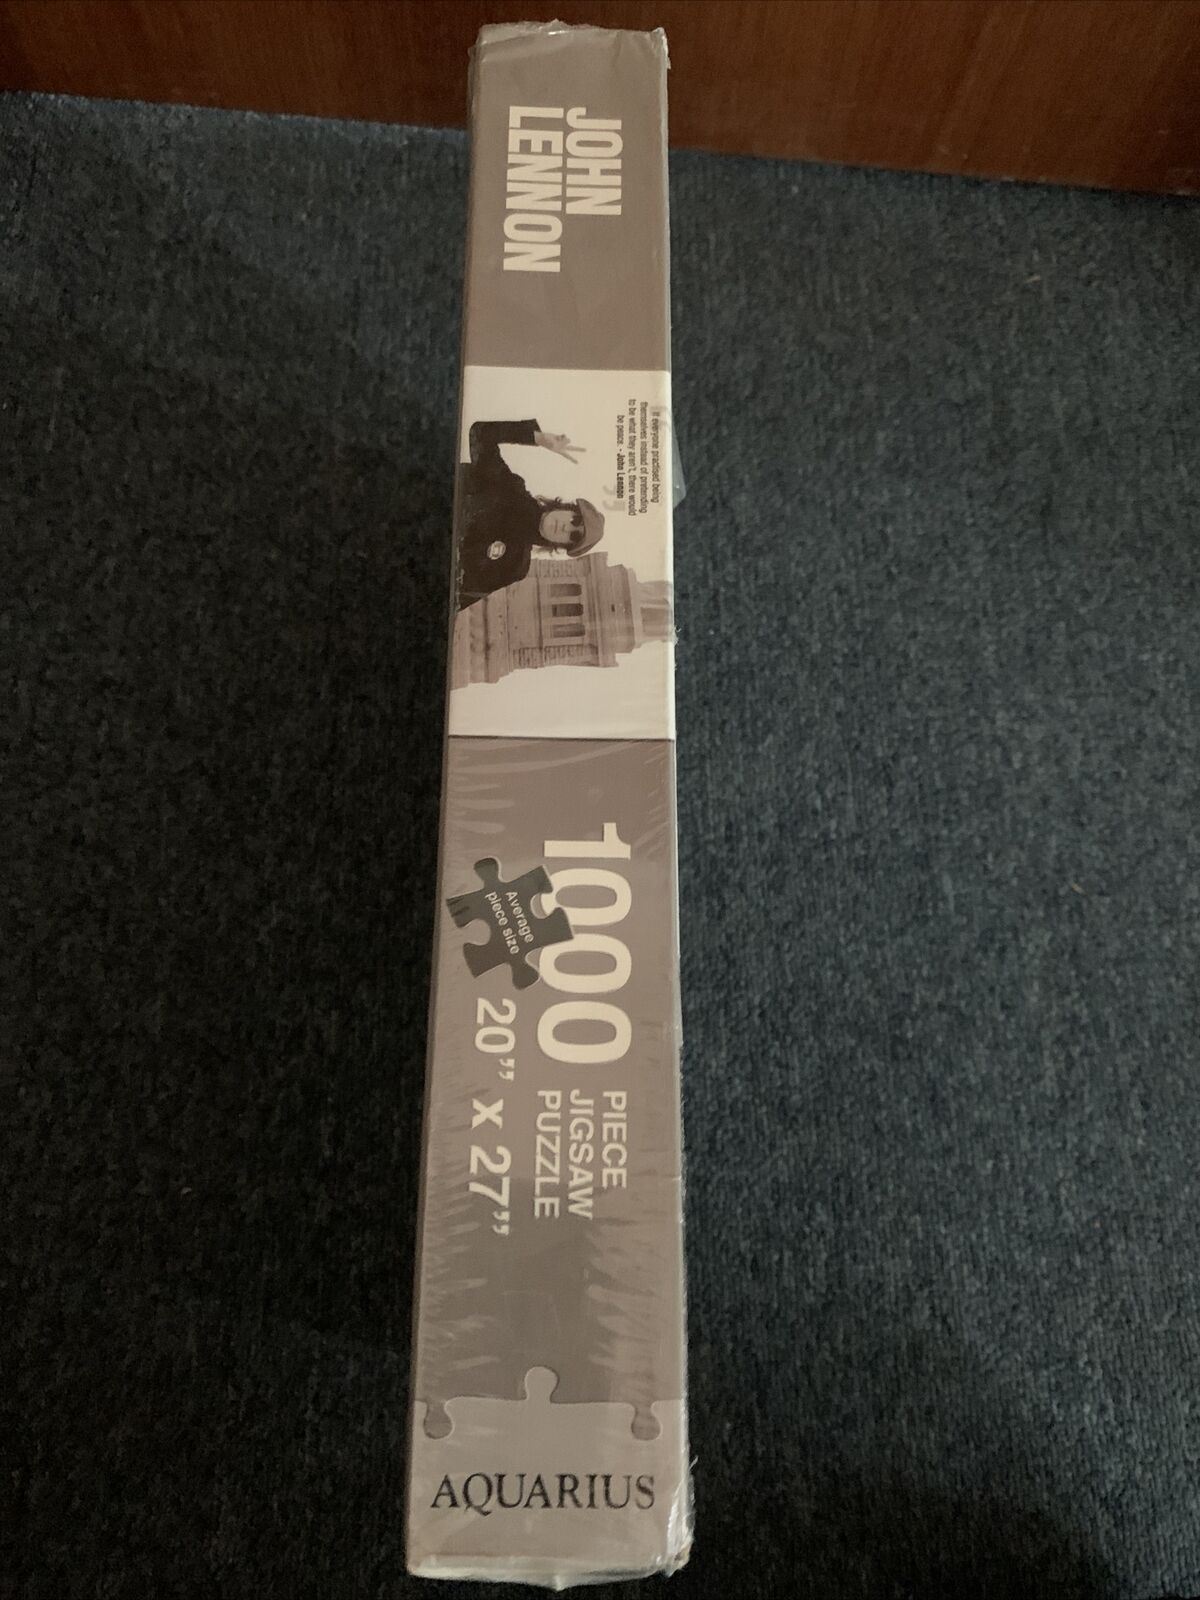 JOHN
LENNON
If everyone practised being
themselves instead of pretending
to be what they aren't, there would
be peace. - John Lennon
”
1000
PIECE
JIGSAW
PUZZLE
Average
piece size
20” x 27”
AQUARIUS